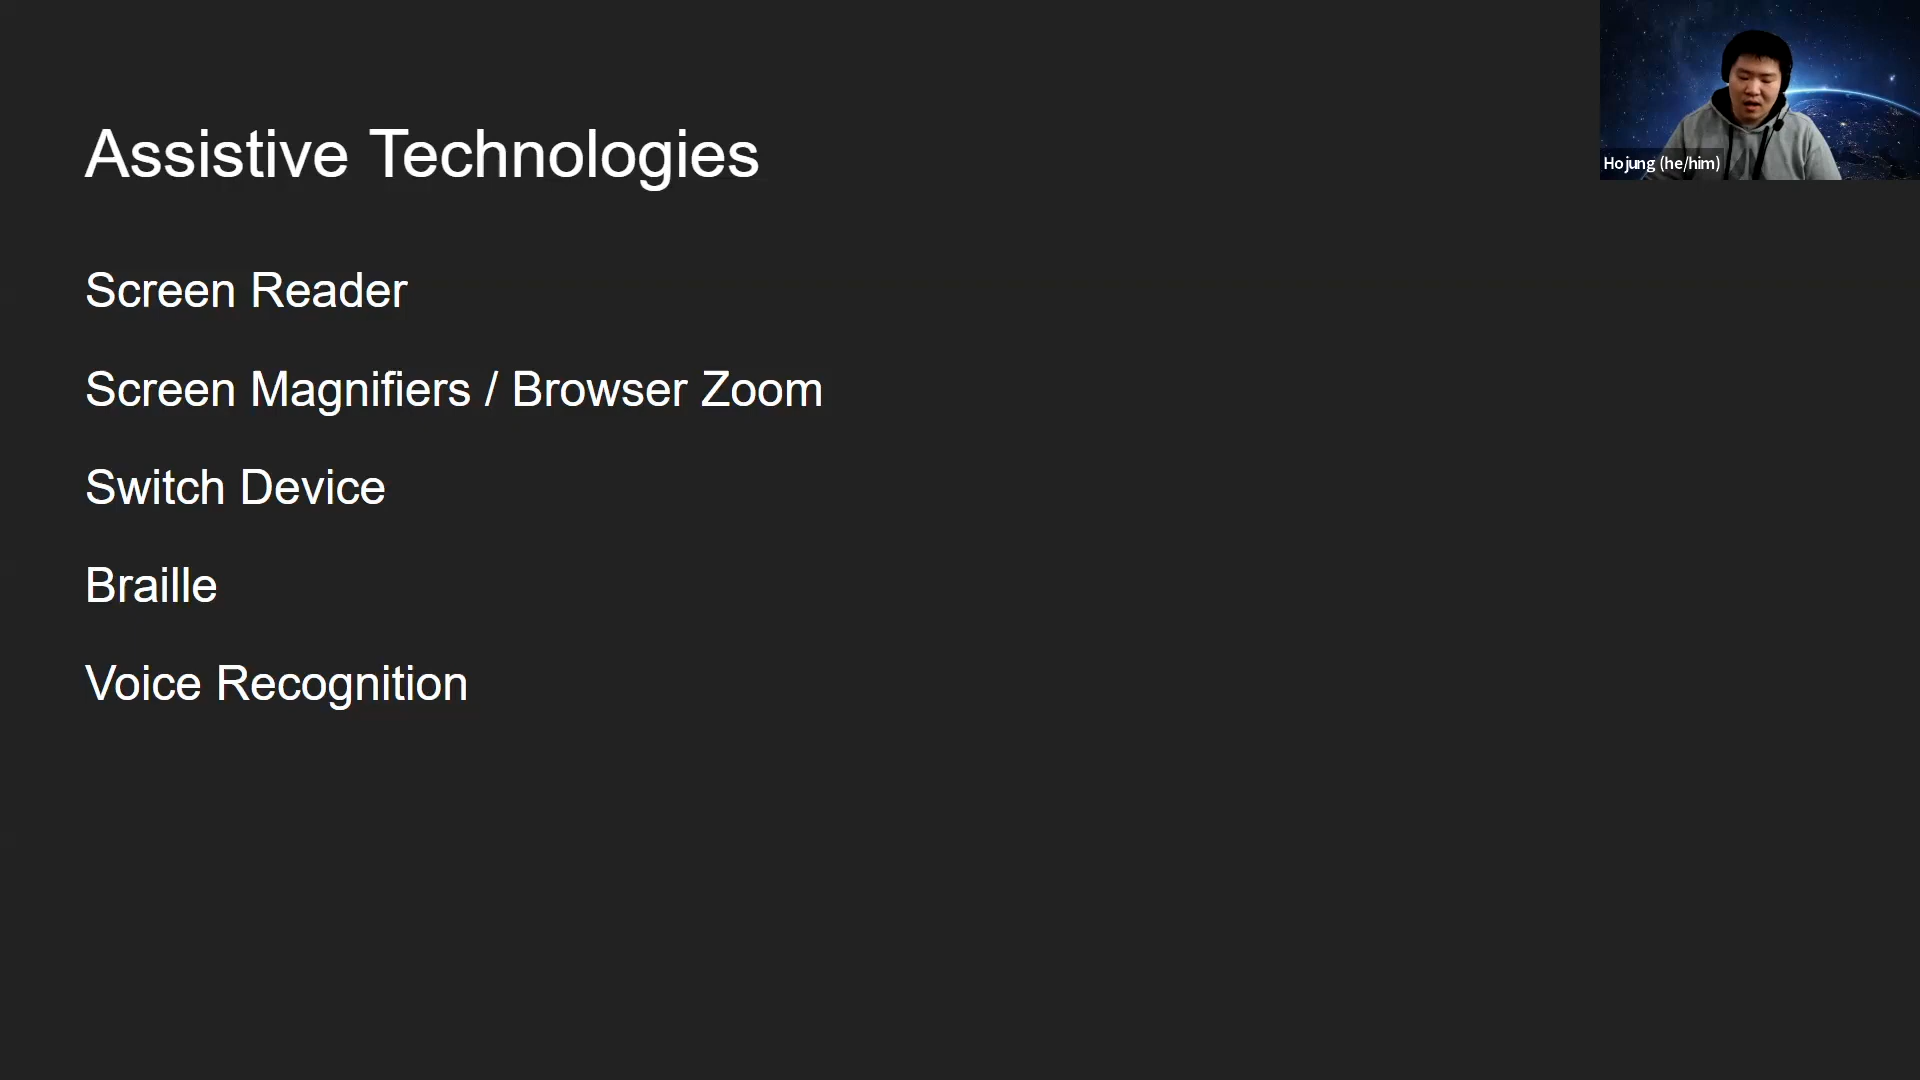 Assistive Technologies
Hojung (he/him)
Screen Reader
Screen Magnifiers / Browser Zoom
Switch Device
Braille
Voice Recognition